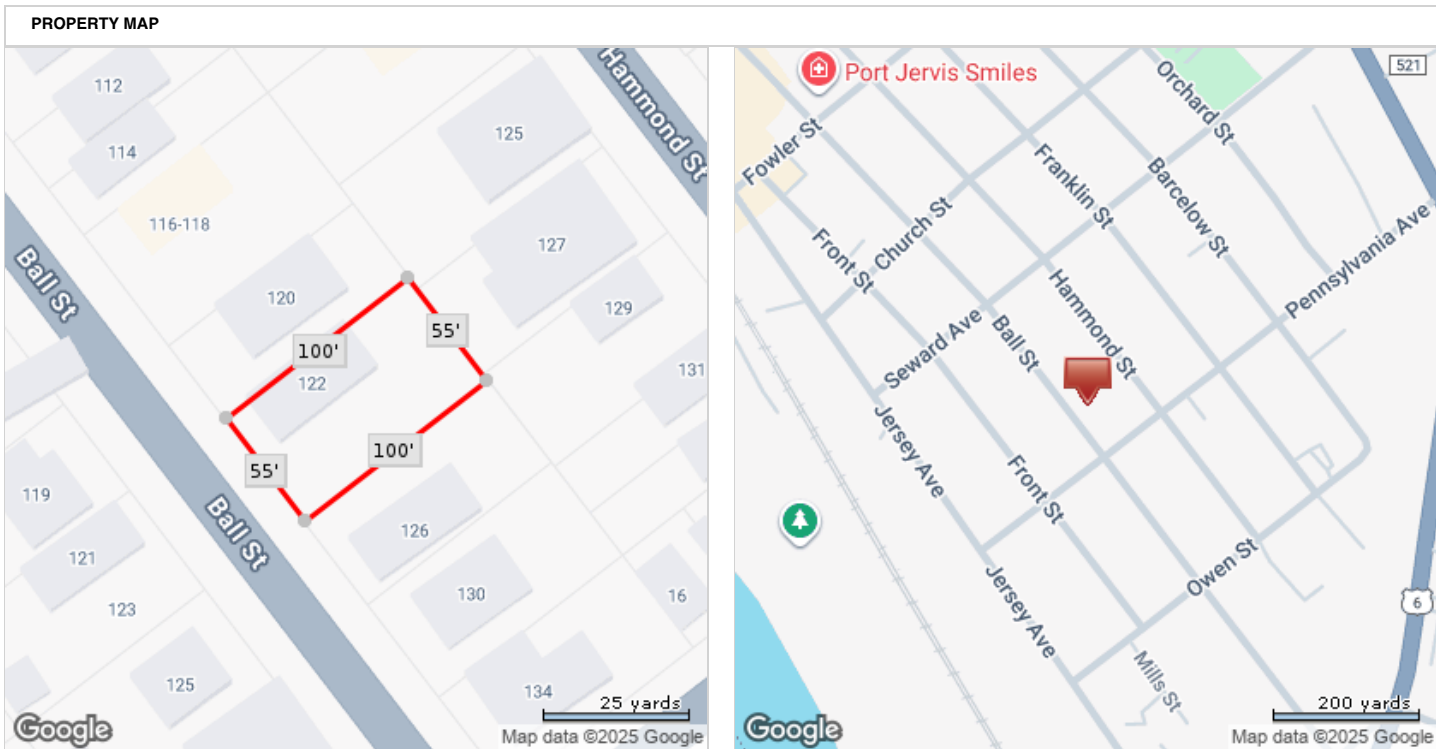 PROPERTY MAP
112
114
116-118
120
122
125
127
129
131
100'
55'
100'
55'
Hammond St
Ball St
Ball St
119
121
123
125
126
130
134
16
25 yards
Google
Map data ©2025 Google
Port Jervis Smiles
521
Orchard St
Fowler St
Franklin St
Barcelow St
Church St
Front St
Pennsylvania Ave
Hammond St
Seward Ave
Ball St
Jersey Ave
Front St
Owen St
Jersey Ave
6
Mills St
200 yards
Google
Map data ©2025 Google